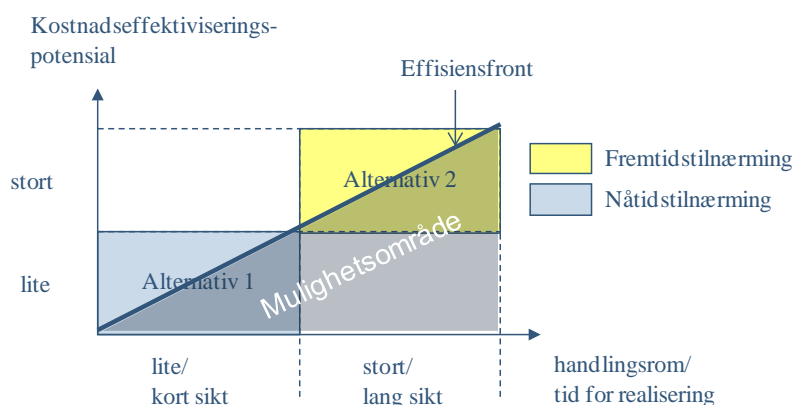 Kostnadseffektiviserings-
potensial
Effisiensfront
Fremtidstilnærming
Nåtidstilnærming
stort
Alternativ 2
Mulighetsområde
lite
Alternativ 1
lite/
kort sikt
stort/
lang sikt
handlingsrom/
tid for realisering